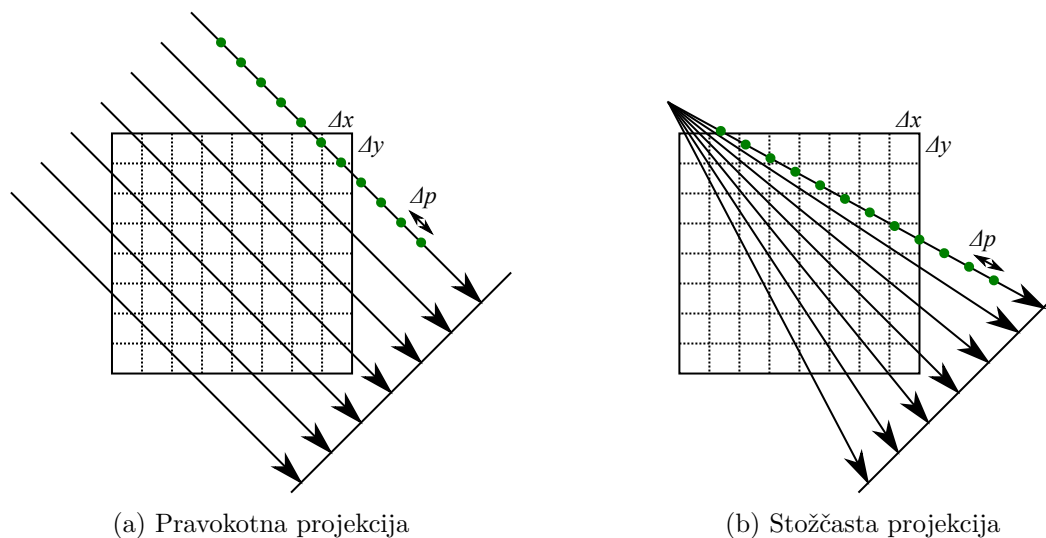 Δx
Δy
Δp
Δx
Δy
Δp
(a) Pravokotna projekcija
(b) Stožčasta projekcija